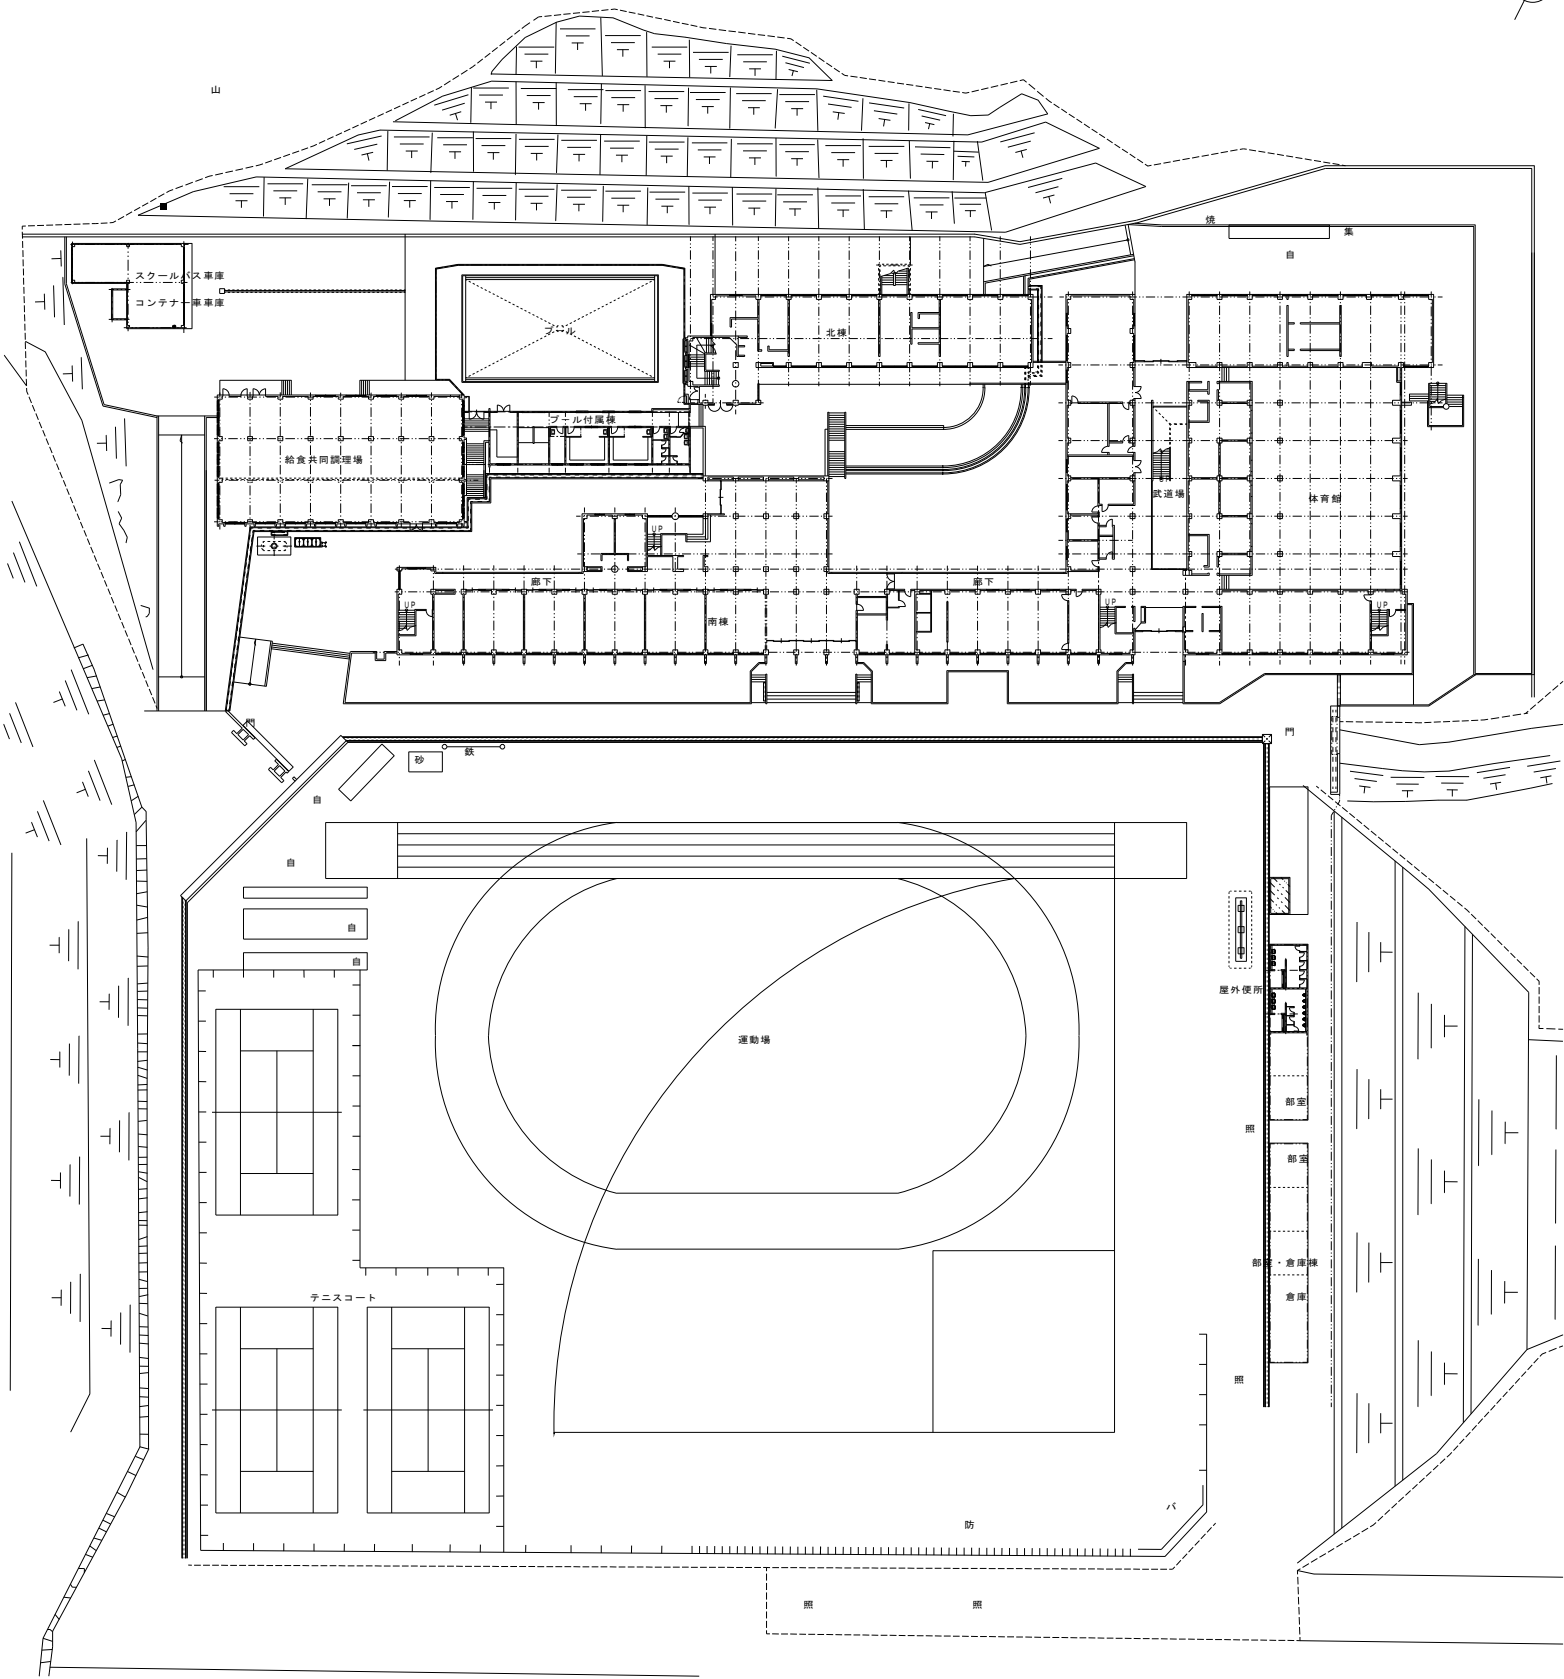 山
焼
集
自
スクールバス車庫
コンテナー車車庫
プール
北棟
プール付属棟
給食共同調理場
武道場
体育館
UP
廊下
廊下
UP
UP
UP
南棟
門
門
砂
鉄
自
自
自
自
屋外便所
運動場
部室
照
部室
部室・倉庫棟
倉庫
テニスコート
照
バ
防
照
照